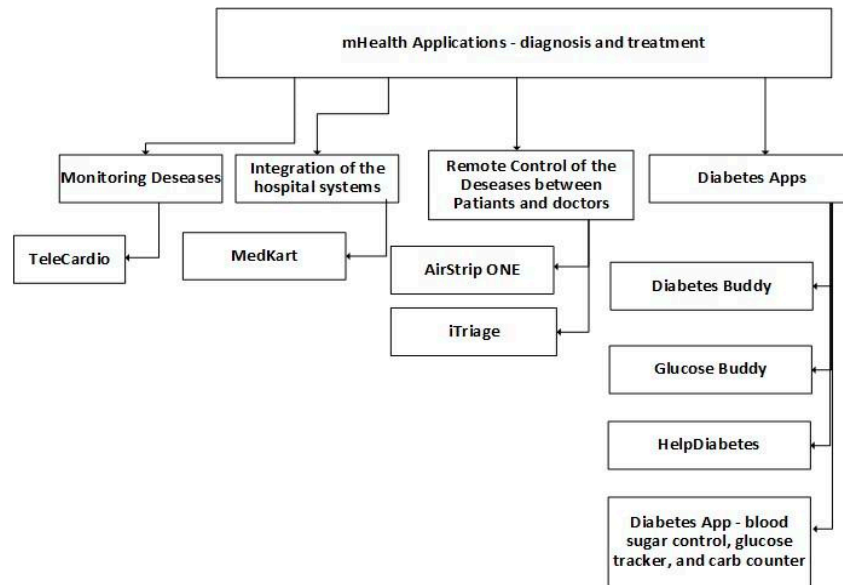 mHealth Applications - diagnosis and treatment
Monitoring Deseases
Integration of the
hospital systems
Remote Control of the
Deseases between
Patiants and doctors
Diabetes Apps
TeleCardio
MedKart
AirStrip ONE
iTriage
Diabetes Buddy
Glucose Buddy
HelpDiabetes
Diabetes App - blood
sugar control, glucose
tracker, and carb counter